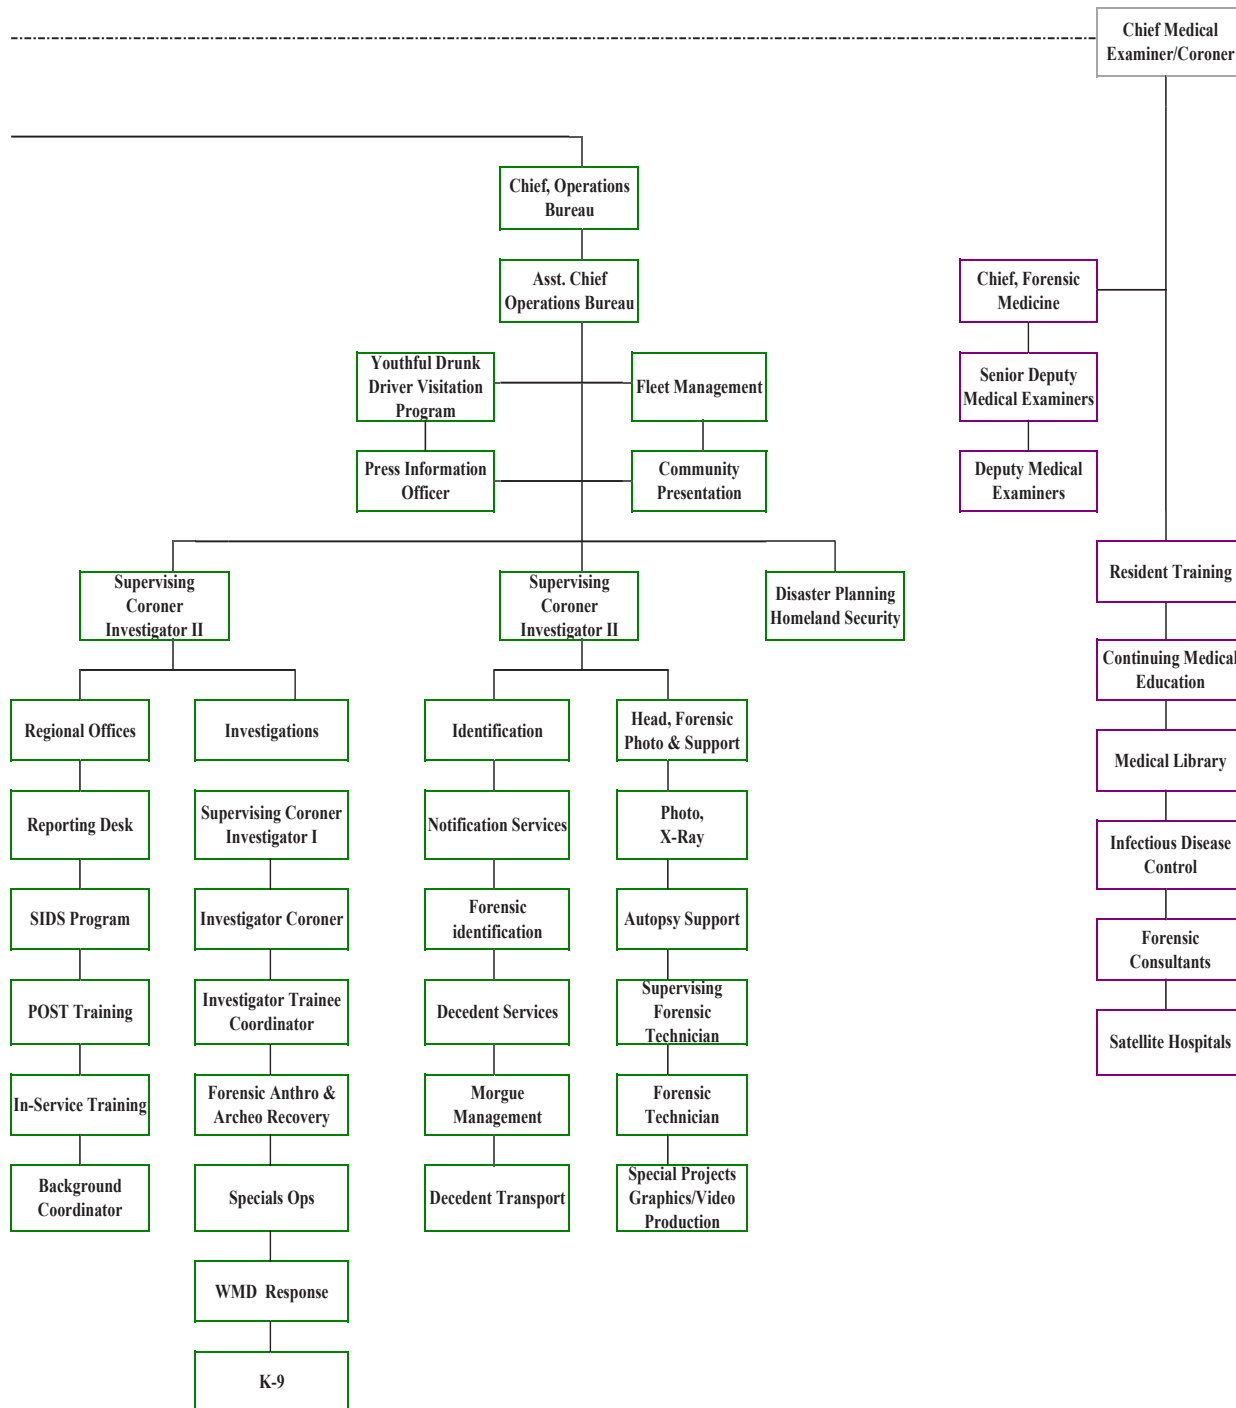 Chief Medical
Examiner/Coroner
Chief, Operations
Bureau
Asst. Chief
Operations Bureau
Chief, Forensic
Medicine
Youthful Drunk
Driver Visitation
Program
Fleet Management
Senior Deputy
Medical Examiners
Press Information
Officer
Community
Presentation
Deputy Medical
Examiners
Supervising
Coroner
Investigator II
Supervising
Coroner
Investigator II
Disaster Planning
Homeland Security
Resident Training
Continuing Medical
Education
Medical Library
Infectious Disease
Control
Forensic
Consultants
Satellite Hospitals
Regional Offices
Reporting Desk
SIDS Program
POST Training
In-Service Training
Background
Coordinator
Investigations
Supervising Coroner
Investigator I
Investigator Coroner
Investigator Trainee
Coordinator
Forensic Anthro &
Archeo Recovery
Specials Ops
WMD  Response
K-9
Identification
Notification Services
Forensic
identification
Decedent Services
Morgue
Management
Decedent Transport
Head, Forensic
Photo & Support
Photo,
X-Ray
Autopsy Support
Supervising
Forensic
Technician
Forensic
Technician
Special Projects
Graphics/Video
Production